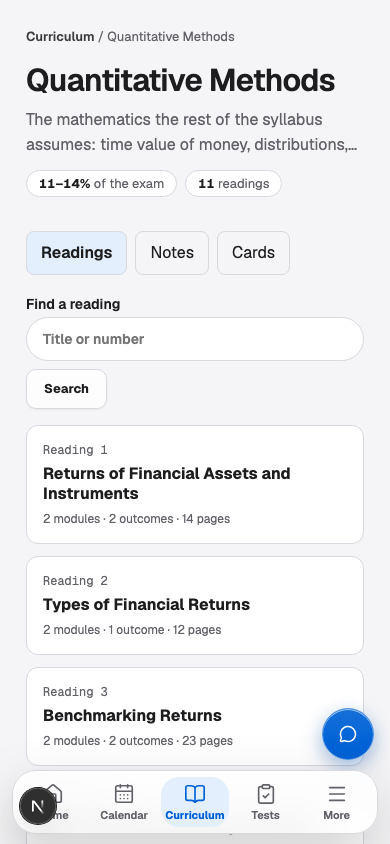 Curriculum / Quantitative Methods
Quantitative Methods
The mathematics the rest of the syllabus
assumes: time value of money, distributions,...
11–14% of the exam
11 readings
Readings
Notes
Cards
Find a reading
Title or number
Search
Reading 1
Returns of Financial Assets and
Instruments
2 modules · 2 outcomes · 14 pages
Reading 2
Types of Financial Returns
2 modules · 1 outcome · 12 pages
Reading 3
Benchmarking Returns
2 modules · 2 outcomes · 23 pages
N
Calendar
Curriculum
Tests
More